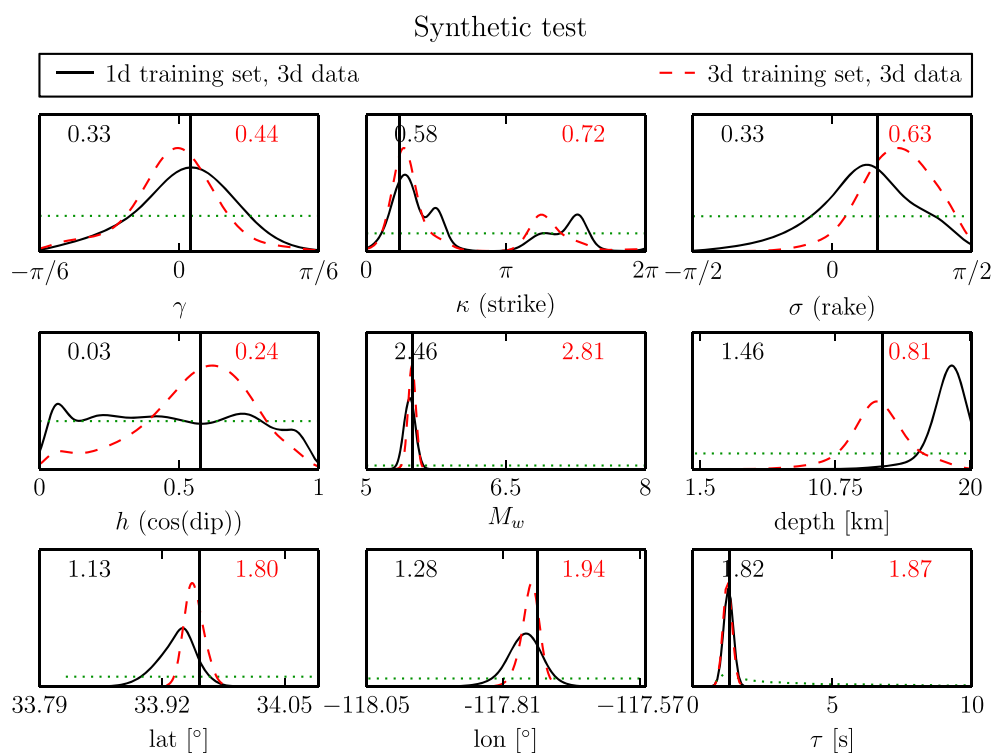 Synthetic test
1d training set, 3d data 3d training set, 3d data
0.33 0.44 0.58 0.72 0.33 0.63
−π/6 0 π/6 0 π 2π −π/2 0 π/2
γ κ (strike) σ (rake)
0.03 0.24 2.46 2.81 1.46 0.81
0 0.5 1 5 6.5 8 1.5 10.75 20
h (cos(dip)) M_w depth [km]
1.13 1.80 1.28 1.94 1.82 1.87
33.79 33.92 34.05 −118.05 -117.81 −117.57 0 5 10
lat [°] lon [°] τ [s]